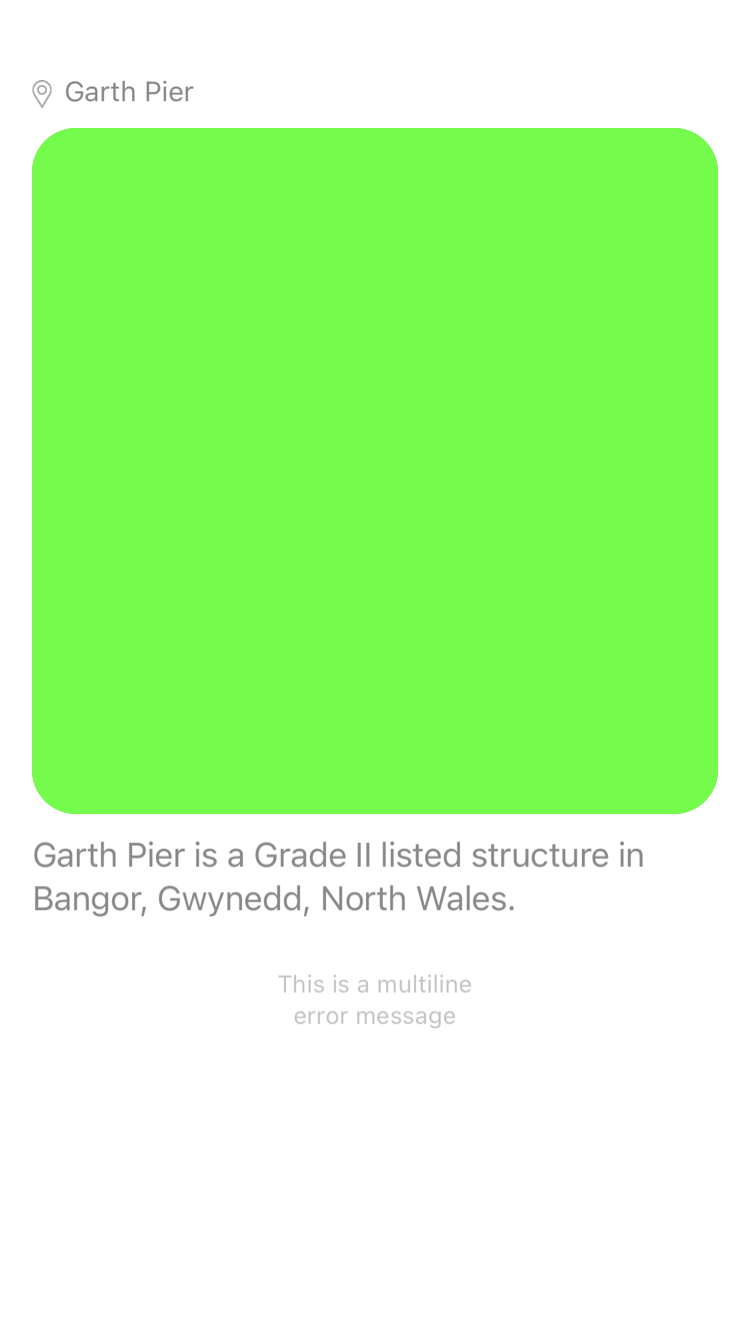 Garth Pier
Garth Pier is a Grade II listed structure in
Bangor, Gwynedd, North Wales.
This is a multiline
error message